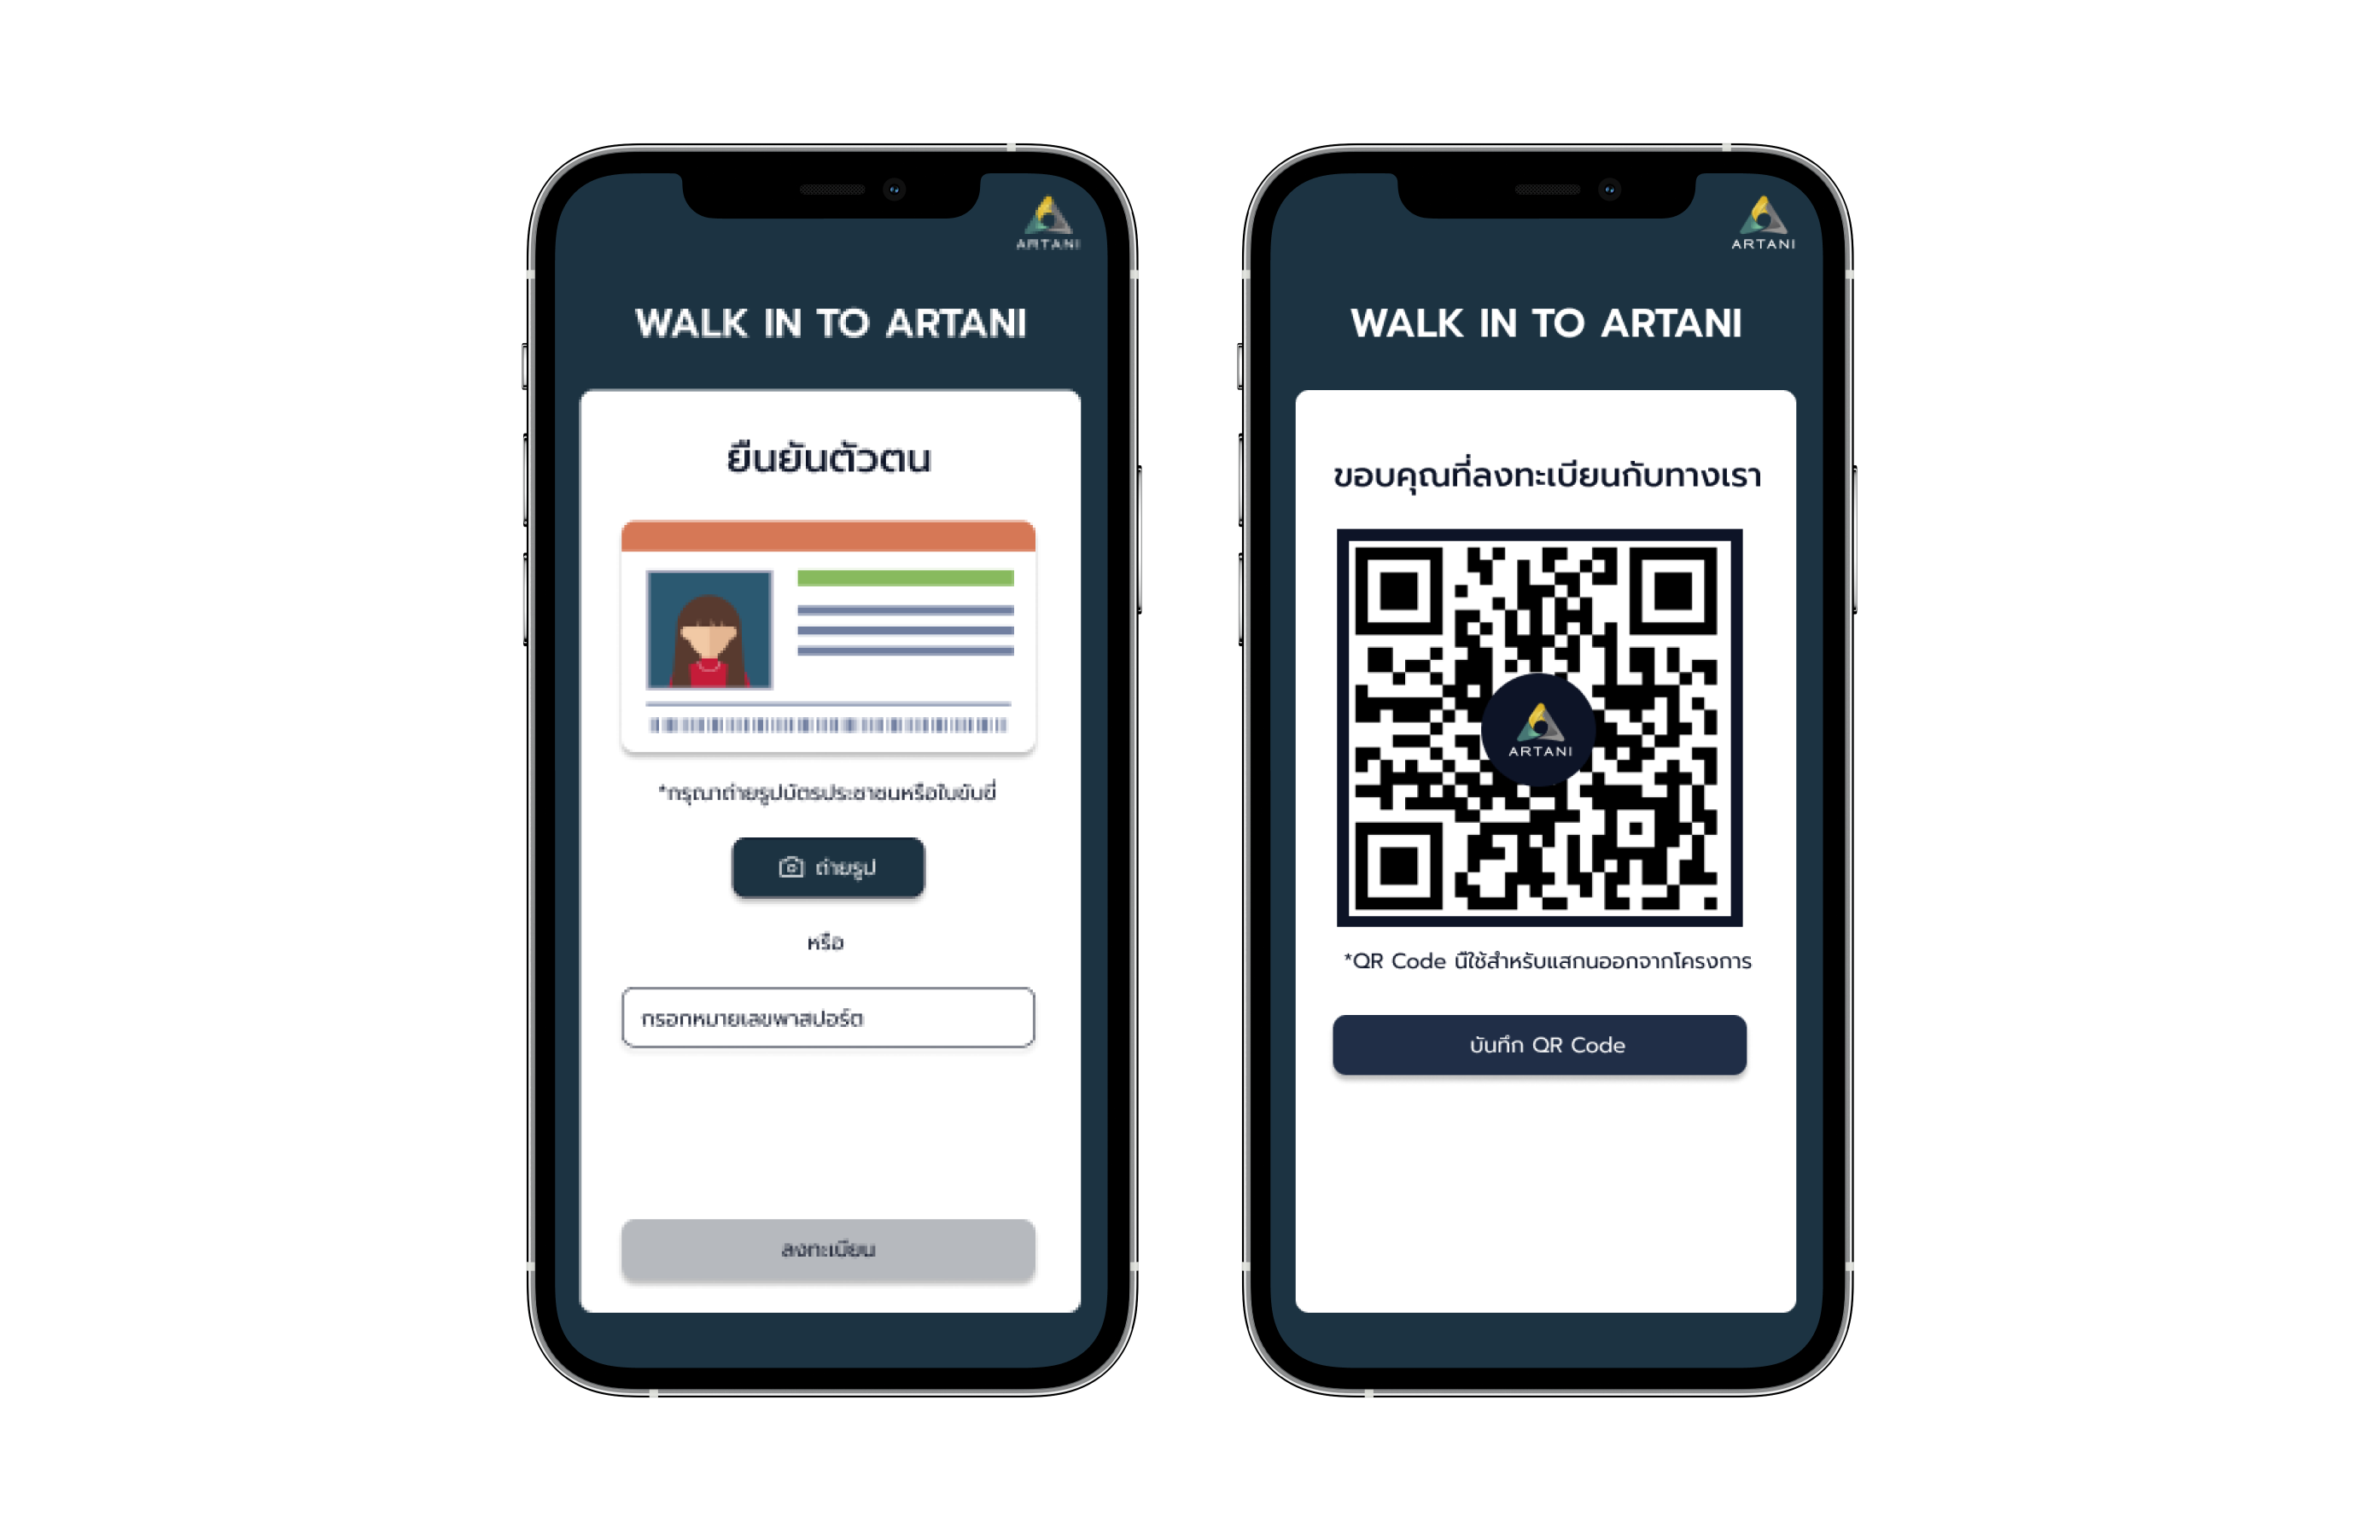 ARTANI
WALK IN TO ARTANI
ยืนยันตัวตน
*กรุณาถ่ายรูปบัตรประชาชนหรือใบขับขี่
ถ่ายรูป
หรือ
กรอกหมายเลขพาสปอร์ต
ลงทะเบียน
ARTANI
WALK IN TO ARTANI
ขอบคุณที่ลงทะเบียนกับทางเรา
ARTANI
*QR Code นี้ใช้สำหรับแสกนออกจากโครงการ
บันทึก QR Code